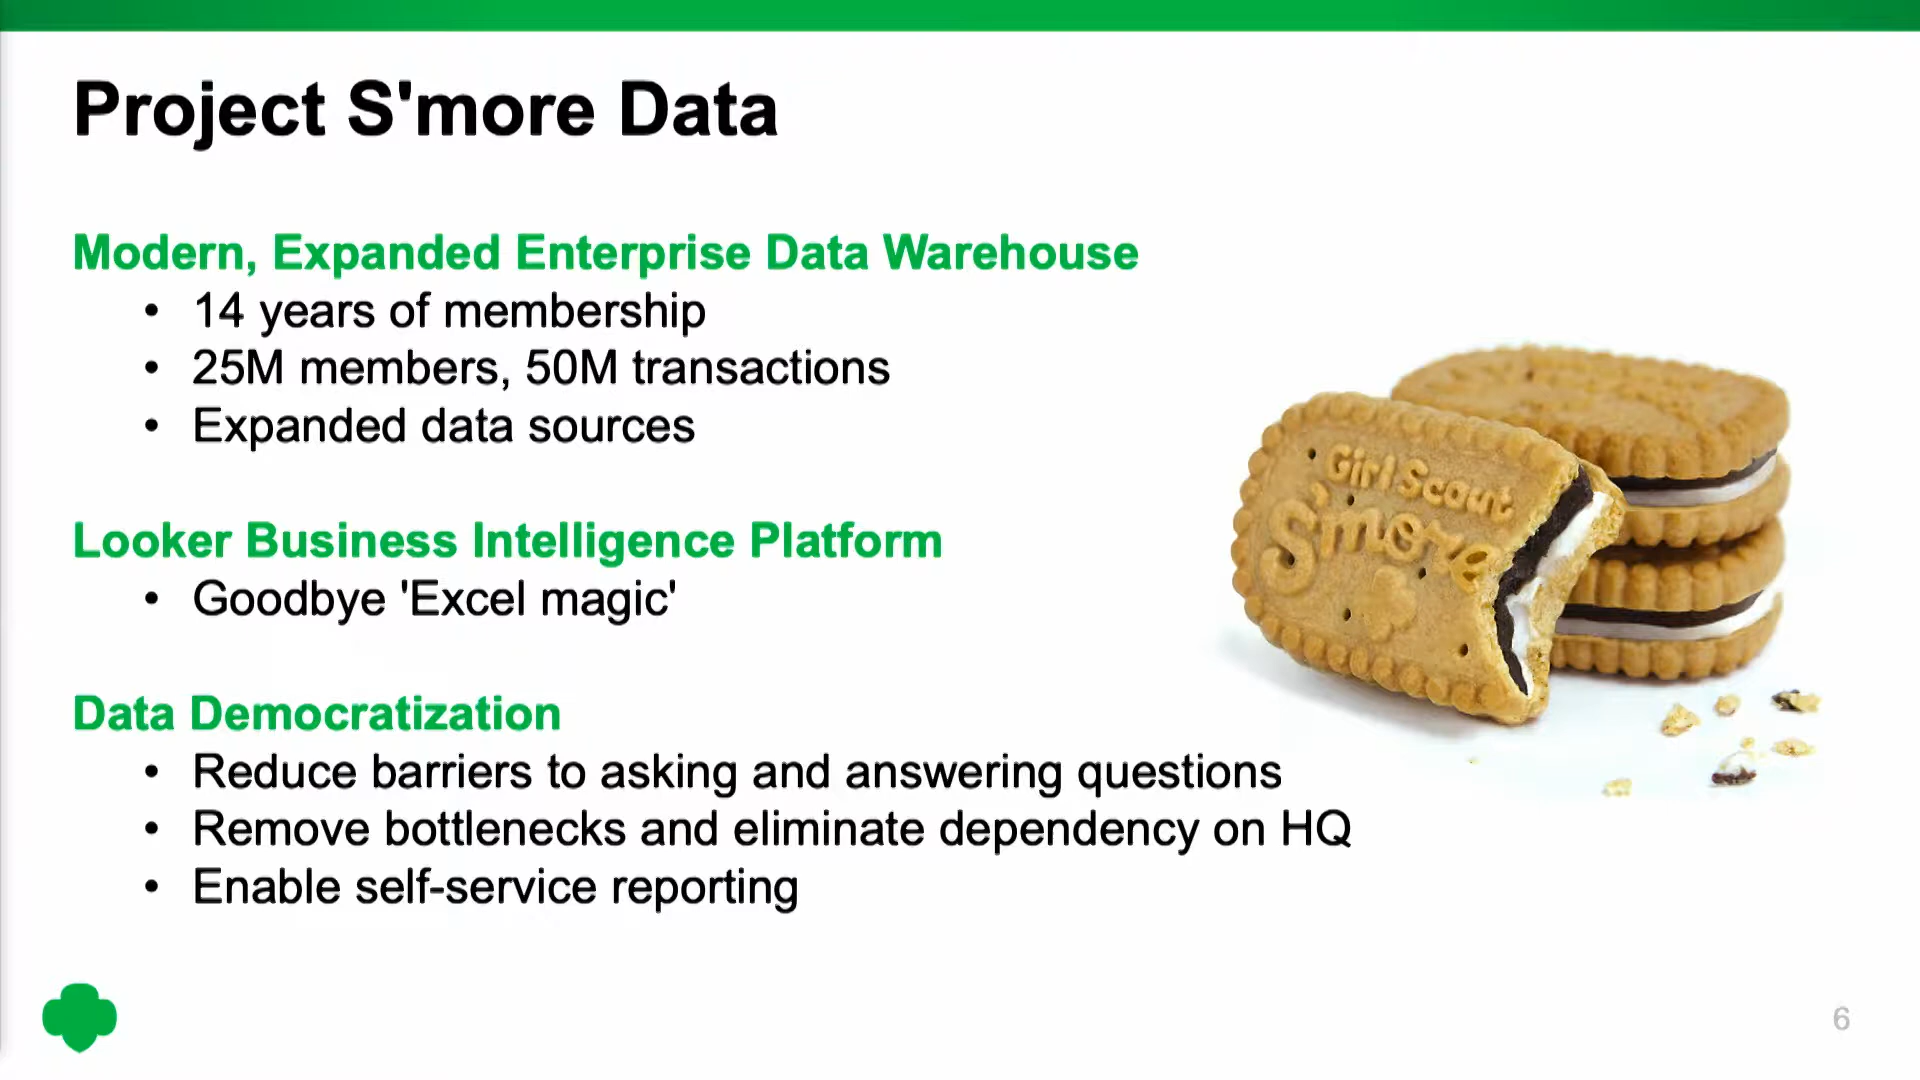 Project S'more Data
Modern, Expanded Enterprise Data Warehouse
• 14 years of membership
• 25M members, 50M transactions
• Expanded data sources
Looker Business Intelligence Platform
• Goodbye 'Excel magic'
Girl Scout
S'more
Data Democratization
• Reduce barriers to asking and answering questions
• Remove bottlenecks and eliminate dependency on HQ
• Enable self-service reporting
6